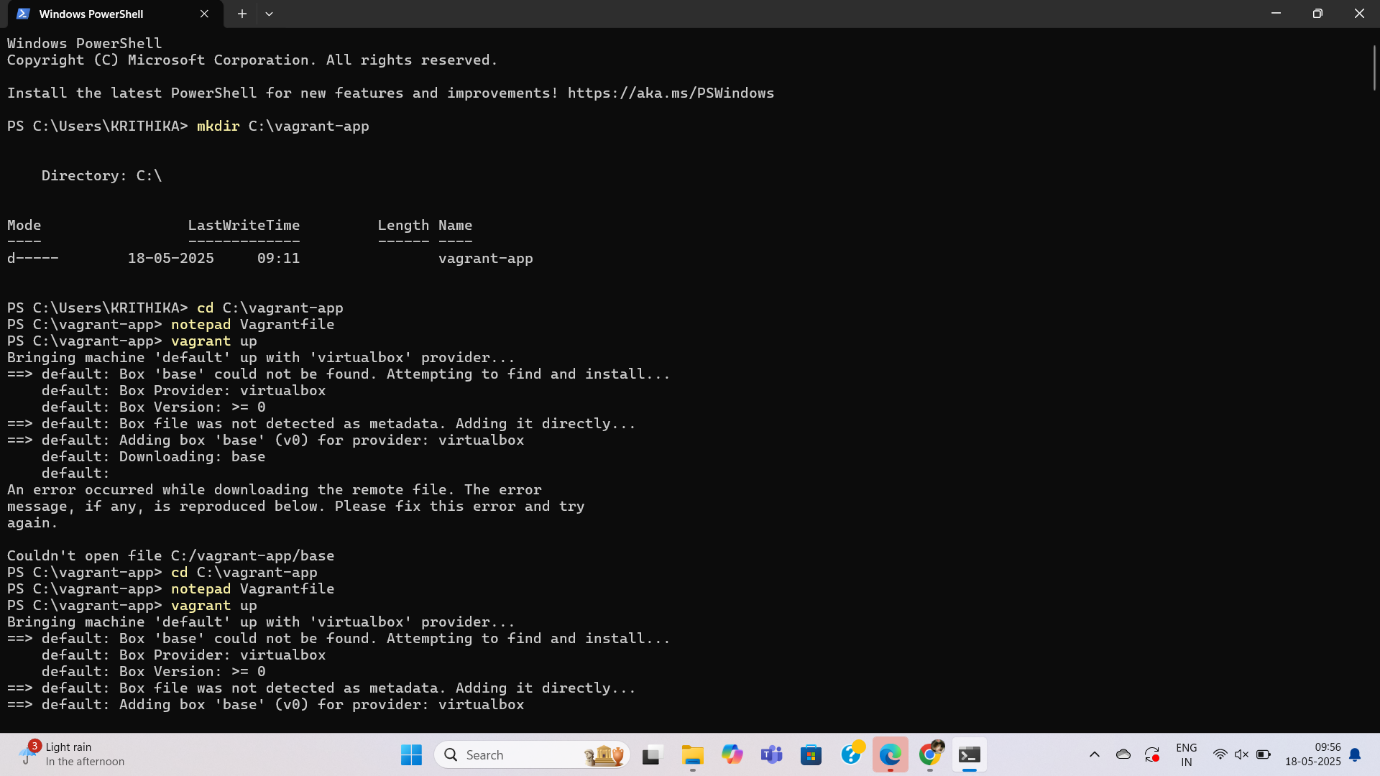 Windows PowerShell
Windows PowerShell
Copyright (C) Microsoft Corporation. All rights reserved.
Install the latest PowerShell for new features and improvements! https://aka.ms/PSWindows
PS C:\Users\KRITHIKA> mkdir C:\vagrant-app
Directory: C:\
Mode LastWriteTime Length Name
---- ------------- ------ ----
d----- 18-05-2025 09:11 vagrant-app
PS C:\Users\KRITHIKA> cd C:\vagrant-app
PS C:\vagrant-app> notepad Vagrantfile
PS C:\vagrant-app> vagrant up
Bringing machine 'default' up with 'virtualbox' provider...
==> default: Box 'base' could not be found. Attempting to find and install...
default: Box Provider: virtualbox
default: Box Version: >= 0
==> default: Box file was not detected as metadata. Adding it directly...
==> default: Adding box 'base' (v0) for provider: virtualbox
default: Downloading: base
default:
An error occurred while downloading the remote file. The error
message, if any, is reproduced below. Please fix this error and try
again.
Couldn't open file C:/vagrant-app/base
PS C:\vagrant-app> cd C:\vagrant-app
PS C:\vagrant-app> notepad Vagrantfile
PS C:\vagrant-app> vagrant up
Bringing machine 'default' up with 'virtualbox' provider...
==> default: Box 'base' could not be found. Attempting to find and install...
default: Box Provider: virtualbox
default: Box Version: >= 0
==> default: Box file was not detected as metadata. Adding it directly...
==> default: Adding box 'base' (v0) for provider: virtualbox
3 Light rain
In the afternoon
Search
ENG
IN
09:56
18-05-2025